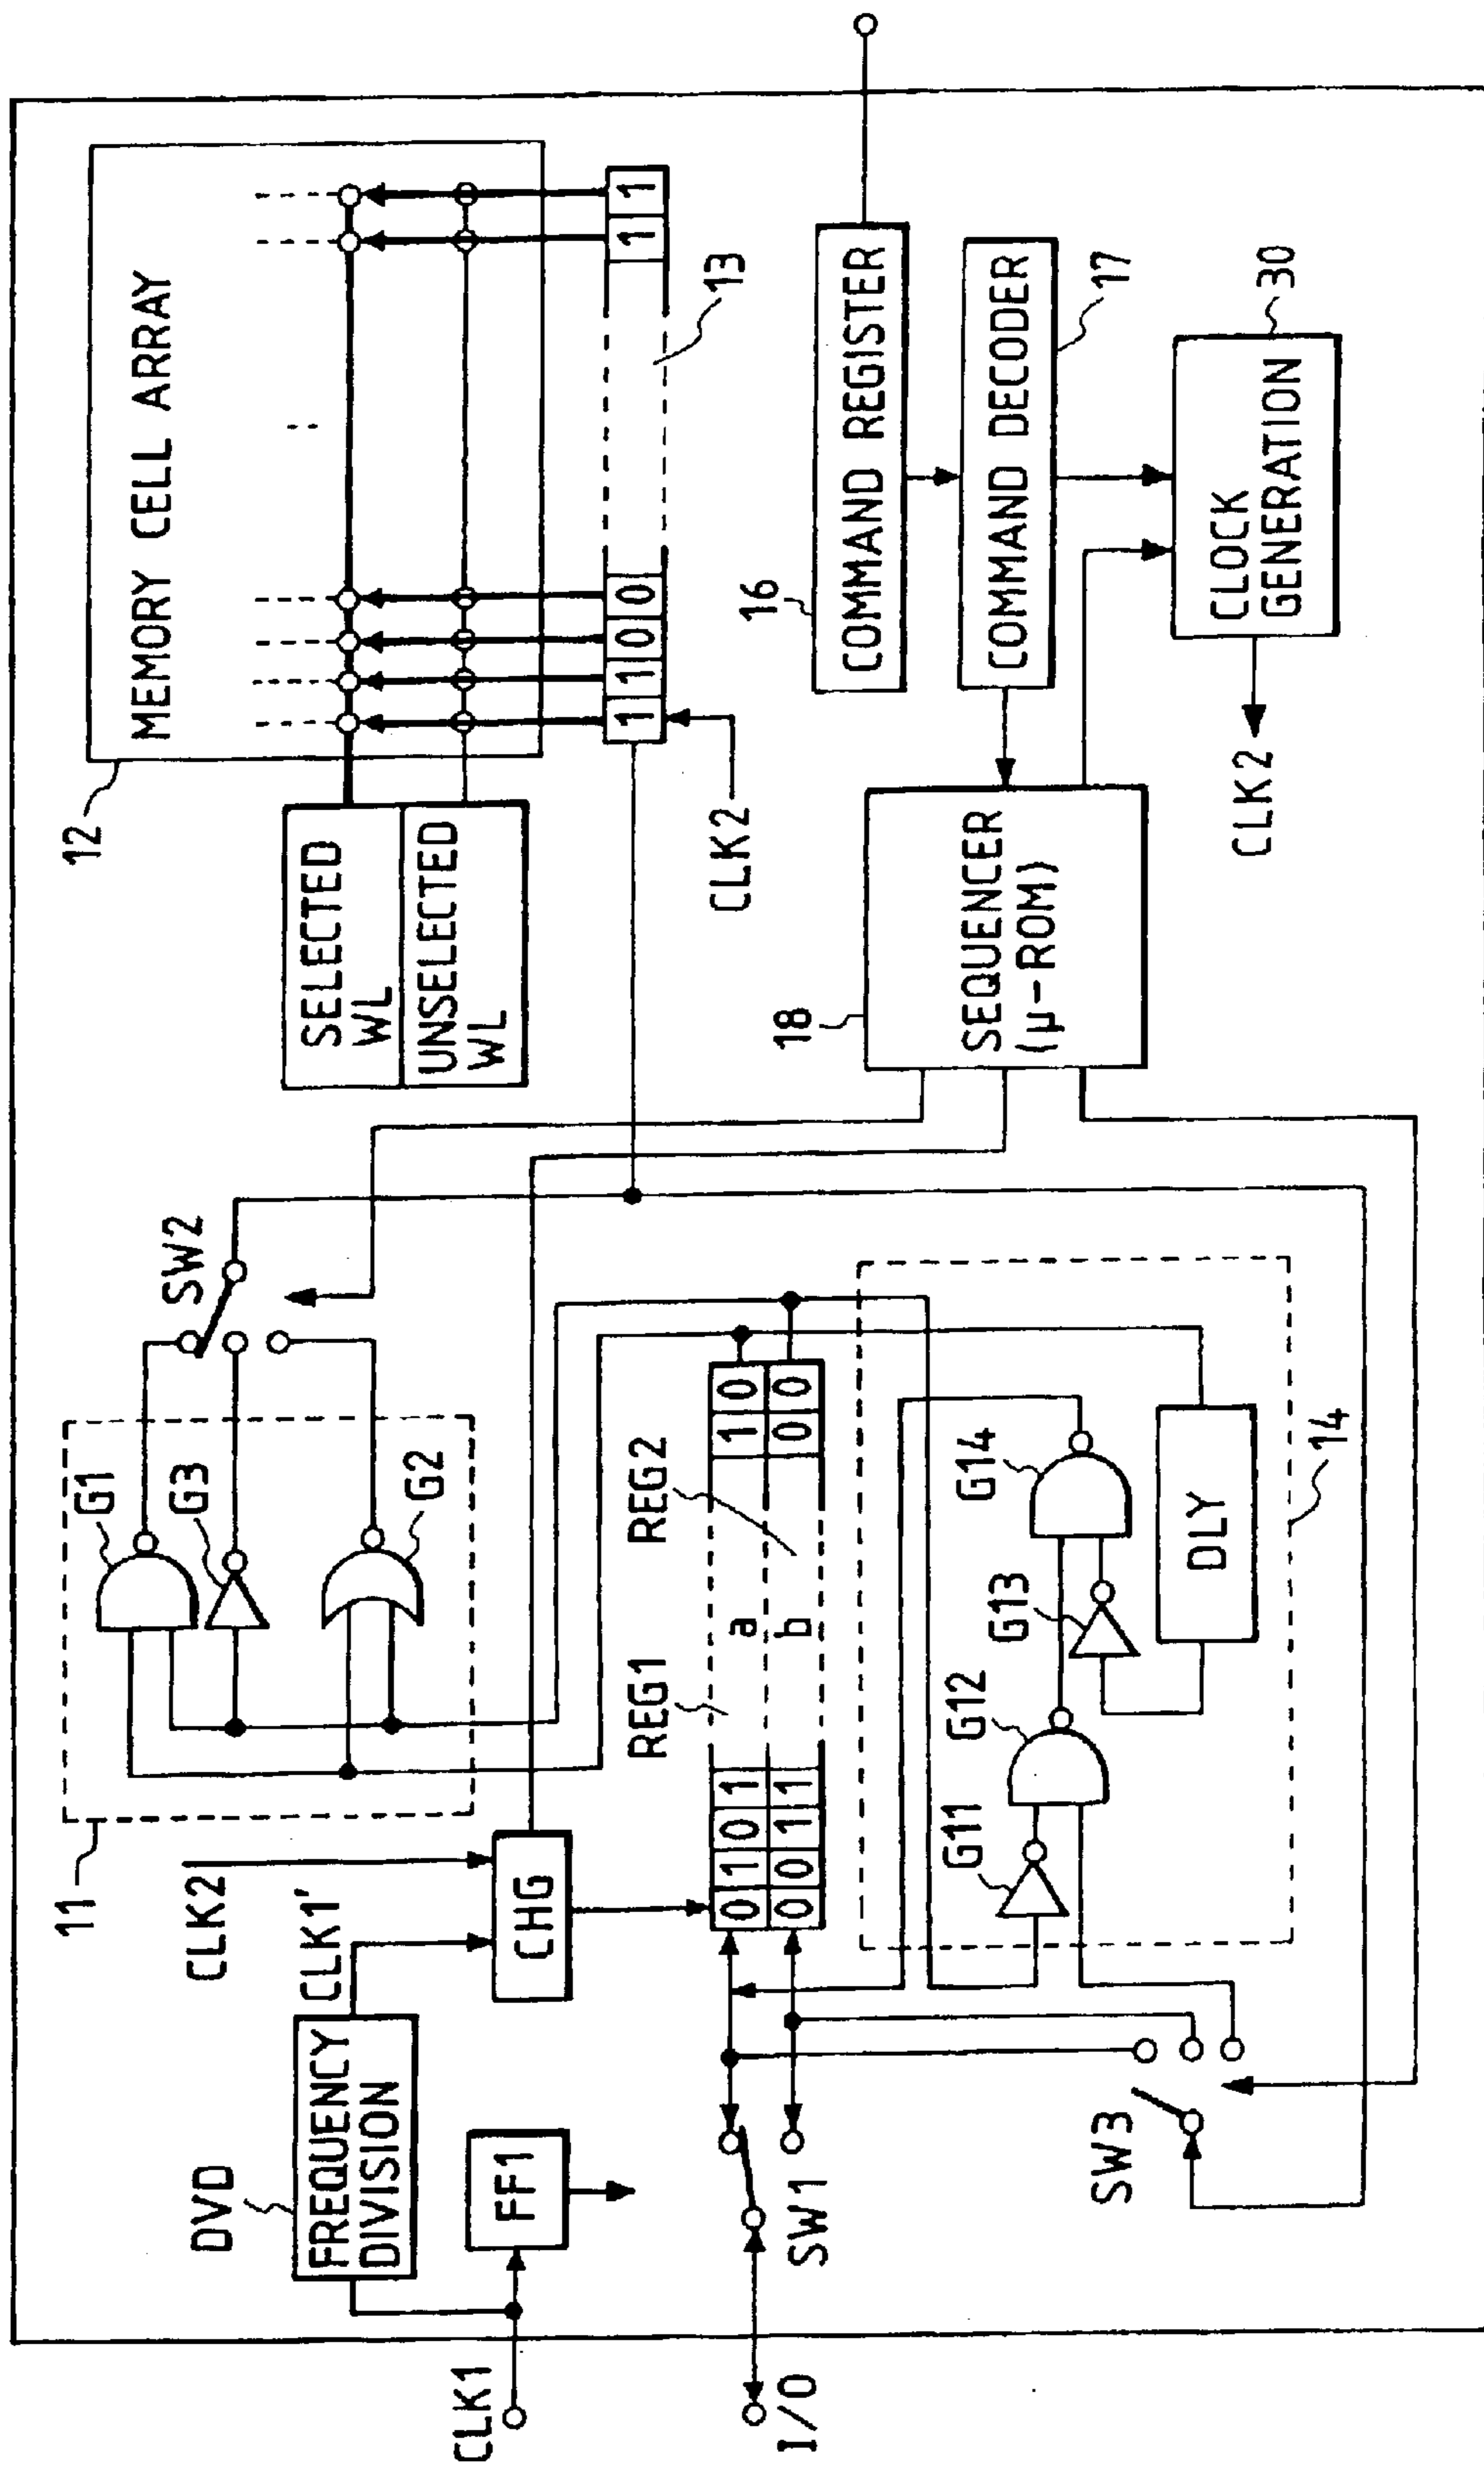 12
MEMORY CELL ARRAY
SELECTED
WL
UNSELECTED
WL
1 1 0 0
1 1
13
CLK2
11
G1
G3
G2
SW2
CLK2
CLK1'
DVD
FREQUENCY
DIVISION
CHG
FF1
CLK1
I/O
SW1
REG1
REG2
0 1 0 1
a
1 0
0 0 1 1
b
0 0
G11
G12
G13
G14
DLY
14
SW3
16
COMMAND REGISTER
COMMAND DECODER
17
18
SEQUENCER
(μ-ROM)
CLOCK
GENERATION
30
CLK2